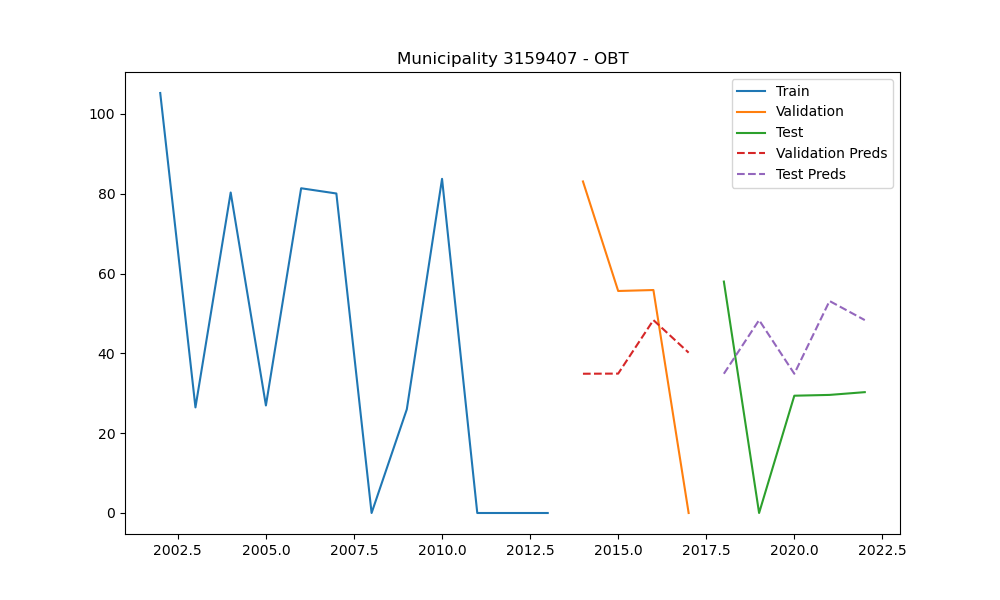 Municipality 3159407 - OBT
Train
Validation
Test
Validation Preds
Test Preds
100
80
60
40
20
0
2002.5 2005.0 2007.5 2010.0 2012.5 2015.0 2017.5 2020.0 2022.5